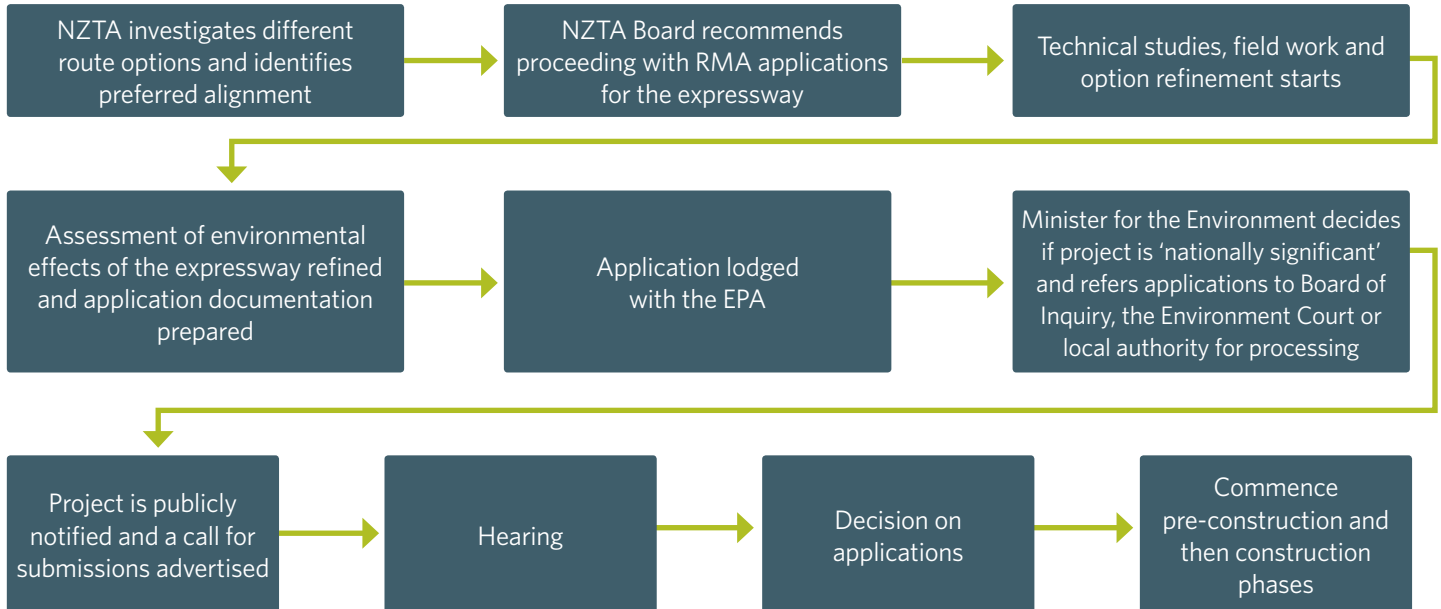 NZTA investigates different
route options and identifies
preferred alignment
NZTA Board recommends
proceeding with RMA applications
for the expressway
Technical studies, field work and
option refinement starts
Assessment of environmental
effects of the expressway refined
and application documentation
prepared
Application lodged
with the EPA
Minister for the Environment decides
if project is ‘nationally significant’
and refers applications to Board of
Inquiry, the Environment Court or
local authority for processing
Project is publicly
notified and a call for
submissions advertised
Hearing
Decision on
applications
Commence
pre-construction and
then construction
phases